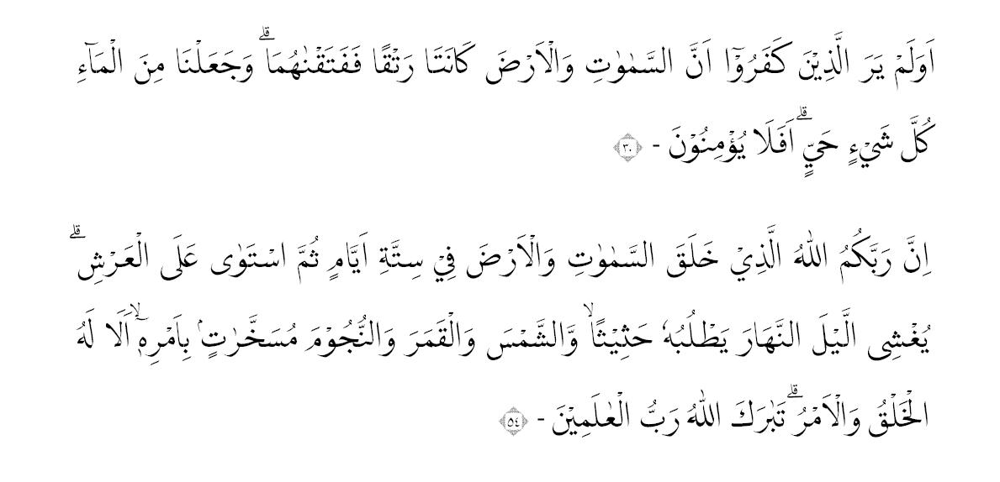 اَوَلَمْ يَرَ الَّذِيْنَ كَفَرُوْٓا اَنَّ السَّمٰوٰتِ وَالْاَرْضَ كَانَتَا رَتْقًا فَفَتَقْنٰهُمَاۗ وَجَعَلْنَا مِنَ الْمَاۤءِ
كُلَّ شَيْءٍ حَيٍّۗ اَفَلَا يُؤْمِنُوْنَ - ٣٠
اِنَّ رَبَّكُمُ اللّٰهُ الَّذِيْ خَلَقَ السَّمٰوٰتِ وَالْاَرْضَ فِيْ سِتَّةِ اَيَّامٍ ثُمَّ اسْتَوٰى عَلَى الْعَرْشِۗ
يُغْشِى الَّيْلَ النَّهَارَ يَطْلُبُهٗ حَثِيْثًاۙ وَّالشَّمْسَ وَالْقَمَرَ وَالنُّجُوْمَ مُسَخَّرٰتٍۢ بِاَمْرِهٖٓۙ اَلَا لَهُ
الْخَلْقُ وَالْاَمْرُۗ تَبٰرَكَ اللّٰهُ رَبُّ الْعٰلَمِيْنَ - ٥٤